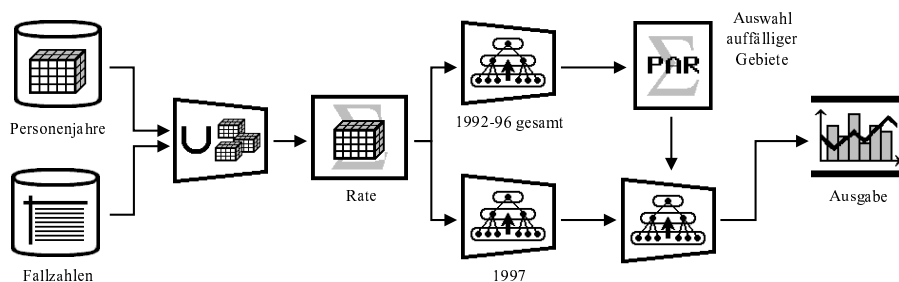 Personenjahre
Fallzahlen
Rate
1992-96 gesamt
1997
PAR
Auswahl
auffälliger
Gebiete
Ausgabe